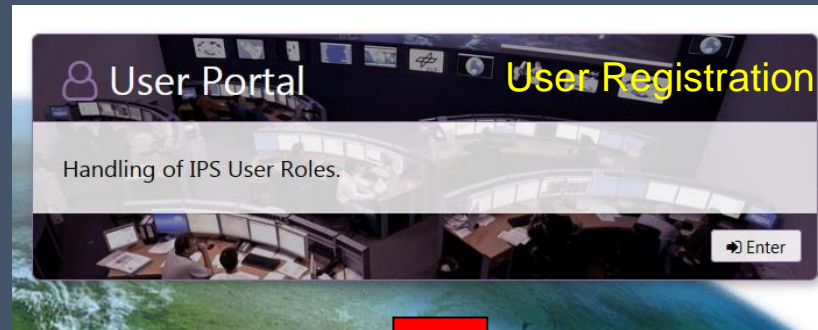 User Portal
User Registration
Handling of IPS User Roles.
Enter